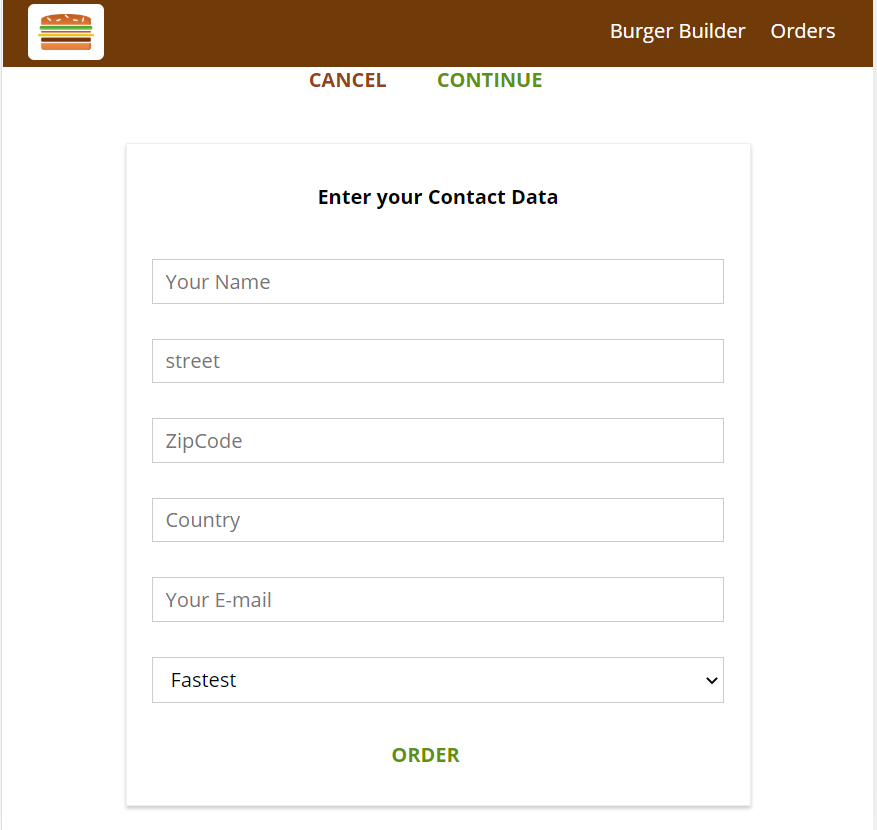 Burger Builder Orders
CANCEL CONTINUE
Enter your Contact Data
Your Name
street
ZipCode
Country
Your E-mail
Fastest
ORDER